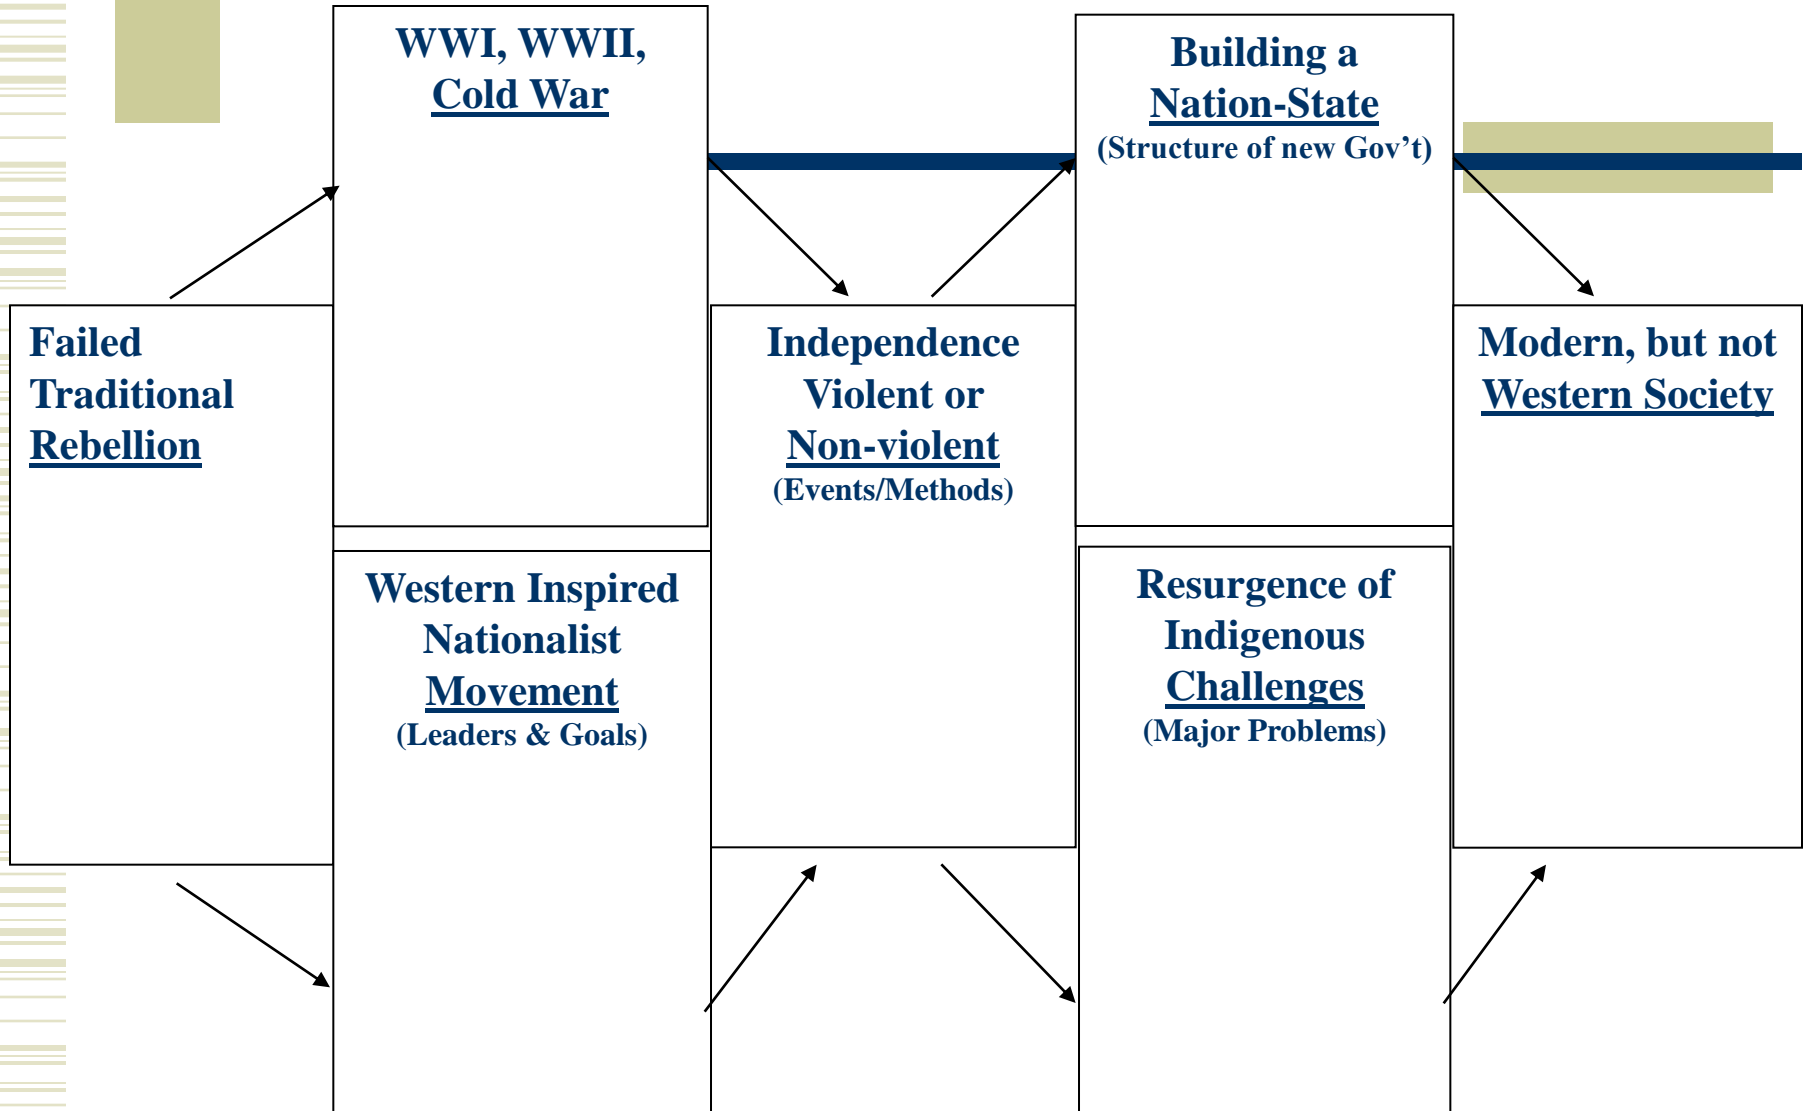 WWI, WWII,
Cold War
Building a
Nation-State
(Structure of new Gov’t)
Failed
Traditional
Rebellion
Independence
Violent or
Non-violent
(Events/Methods)
Modern, but not
Western Society
Western Inspired
Nationalist
Movement
(Leaders & Goals)
Resurgence of
Indigenous
Challenges
(Major Problems)